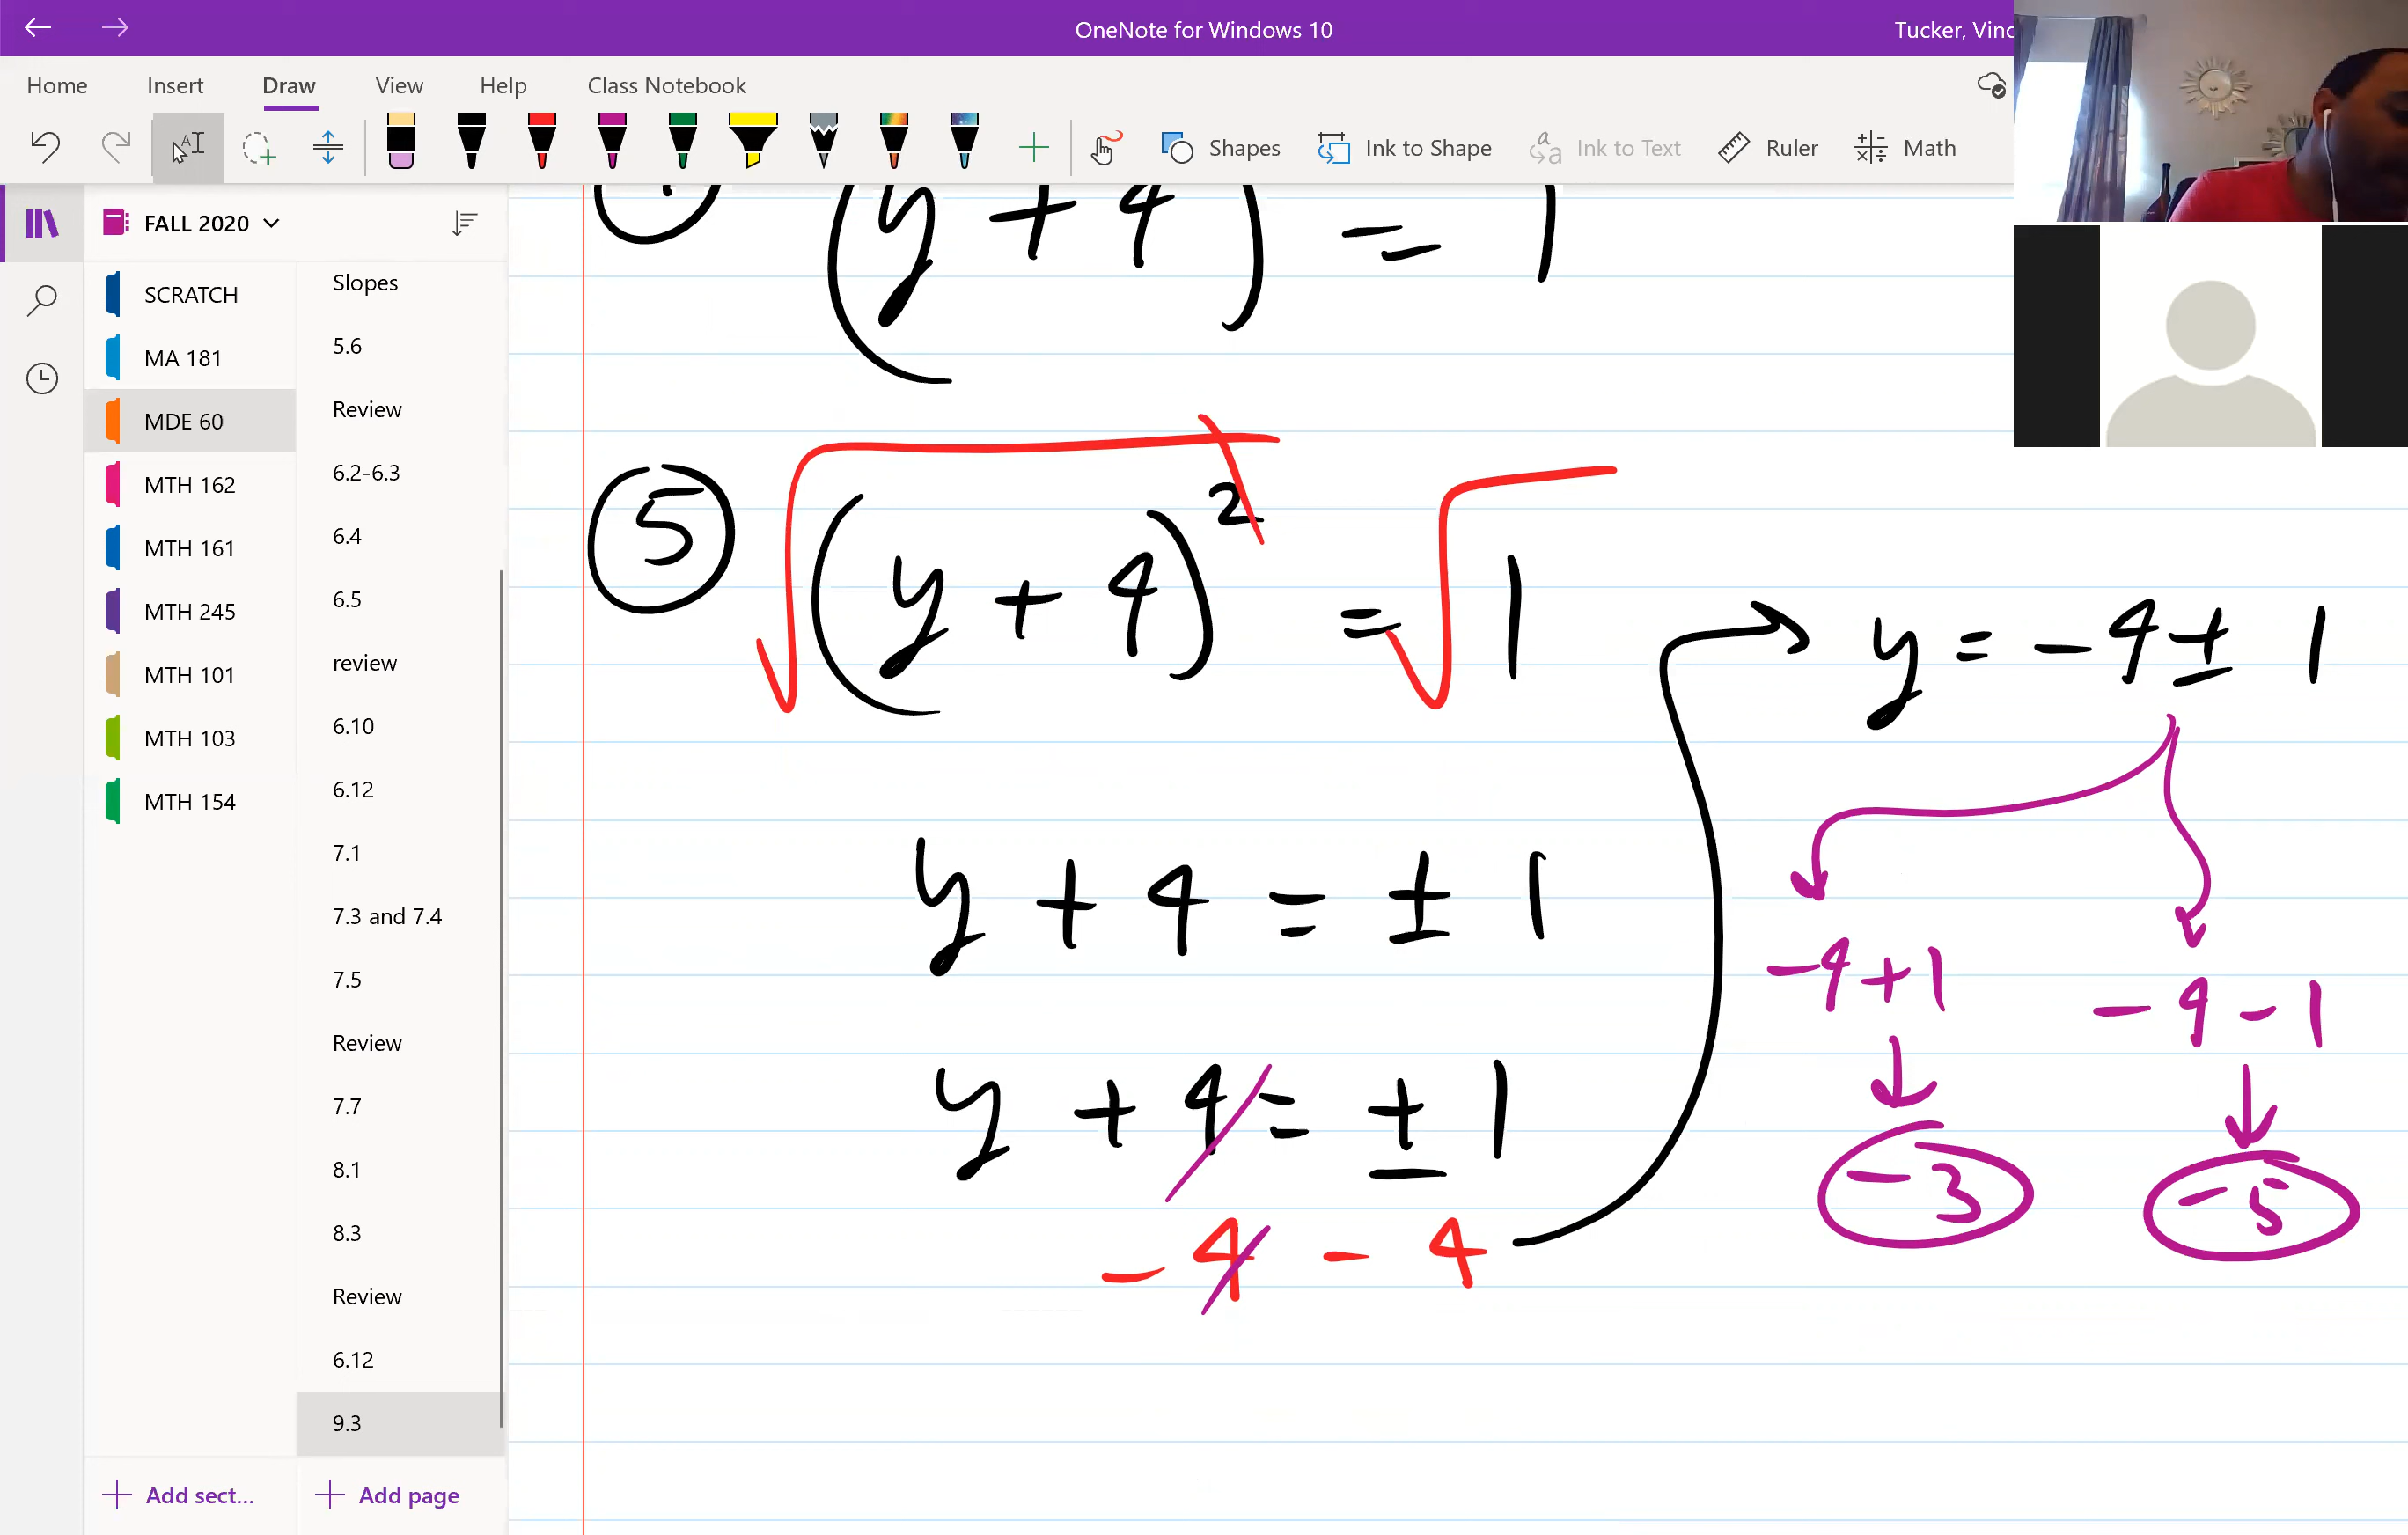 OneNote for Windows 10
Tucker, Vinc
Home Insert Draw View Help Class Notebook
Shapes Ink to Shape Ink to Text Ruler Math
FALL 2020
SCRATCH
MA 181
MDE 60
MTH 162
MTH 161
MTH 245
MTH 101
MTH 103
MTH 154
Add sect...
Slopes
5.6
Review
6.2-6.3
6.4
6.5
review
6.10
6.12
7.1
7.3 and 7.4
7.5
Review
7.7
8.1
8.3
Review
6.12
9.3
Add page
(y + 4) = 1
5 √(y + 4)² = √1
y + 4 = ± 1
y + 4 = ± 1
- 4 - 4
y = -4 ± 1
-4+1
-4-1
-3
-5